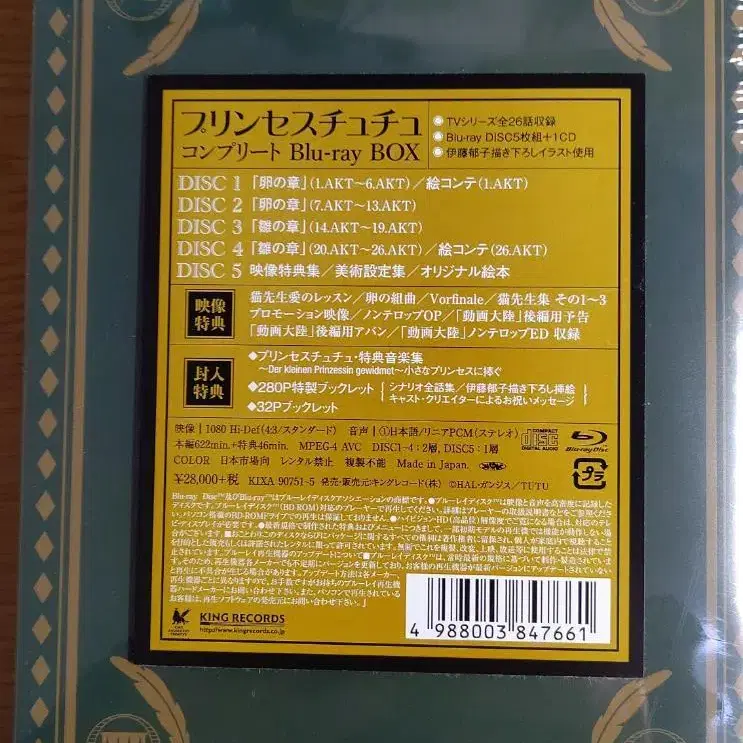 プリンセスチュチュ
コンプリート Blu-ray BOX
TVシリーズ全26話収録
Blu-ray DISC5枚組+1CD
伊藤郁子描き下ろしイラスト使用
DISC 1 「卵の章」(1.AKT〜6.AKT)/絵コンテ(1.AKT)
DISC 2 「卵の章」(7.AKT〜13.AKT)
DISC 3 「雛の章」(14.AKT〜19.AKT)
DISC 4 「雛の章」(20.AKT〜26.AKT)/絵コンテ(26.AKT)
DISC 5 映像特典集/美術設定集/オリジナル絵本
映像特典
猫先生愛のレッスン/卵の組曲/Vorfinale/猫先生集 その1〜3
プロモーション映像/ノンテロップOP/「動画大陸」後編用予告
「動画大陸」後編用アバン/「動画大陸」ノンテロップED 収録
封入特典
◆プリンセスチュチュ・特典音楽集
〜Der kleinen Prinzessin gewidmet〜小さなプリンセスに捧ぐ
◆280P特製ブックレット
シナリオ全話集/伊藤郁子描き下ろし挿絵
キャスト・クリエイターによるお祝いメッセージ
◆32Pブックレット
映像|1080 Hi-Def(4:3/スタンダード) 音声|①日本語/リニアPCM(ステレオ)
本編622min.+特典46min. MPEG-4 AVC DISC1〜4:2層, DISC5:1層
COLOR 日本市場向 レンタル禁止 複製不能 Made in Japan.
¥28,000+税 KIXA 90751-5 発売・販売元キングレコード(株) ©HAL・ガンジス/TUTU
COMPACT disc DIGITAL AUDIO
Blu-rayDisc
プラ
KING RECORDS
http://www.kingrecords.co.jp
4 988003 847661